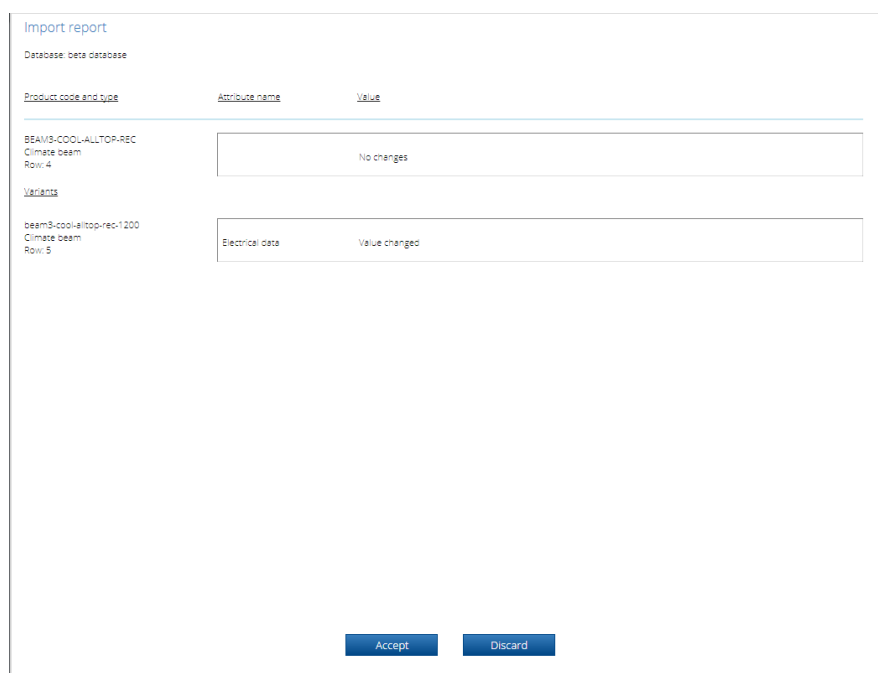 Import report
Database: beta database
Product code and type Attribute name Value
BEAM3-COOL-ALLTOP-REC
Climate beam
Row: 4
No changes
Variants
beam3-cool-alltop-rec-1200
Climate beam
Row: 5
Electrical data Value changed
Accept Discard